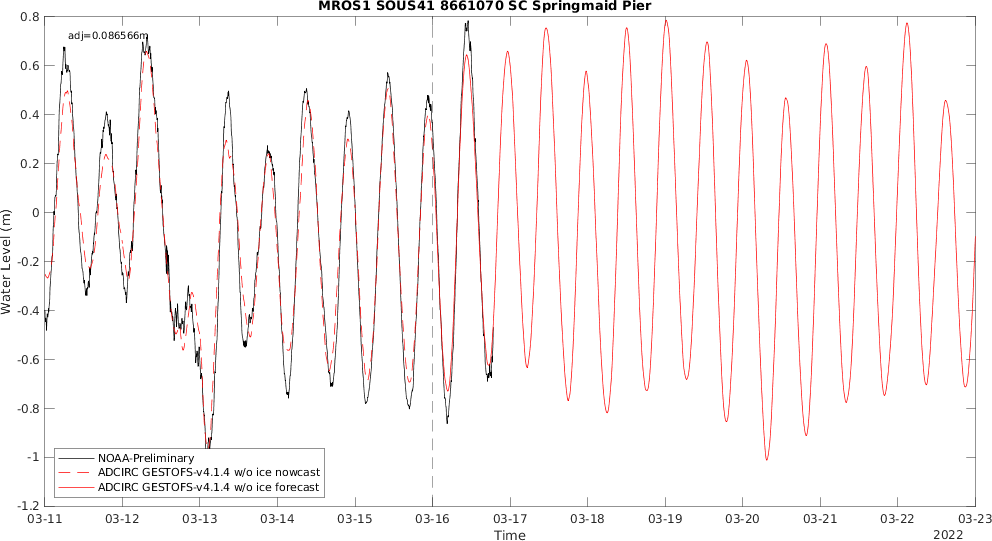 MROS1 SOUS41 8661070 SC Springmaid Pier
adj=0.086566m
0.8
0.6
0.4
0.2
0
-0.2
-0.4
-0.6
-0.8
-1
-1.2
Water Level (m)
NOAA-Preliminary
ADCIRC GESTOFS-v4.1.4 w/o ice nowcast
ADCIRC GESTOFS-v4.1.4 w/o ice forecast
03-11 03-12 03-13 03-14 03-15 03-16 03-17 03-18 03-19 03-20 03-21 03-22 03-23
Time
2022